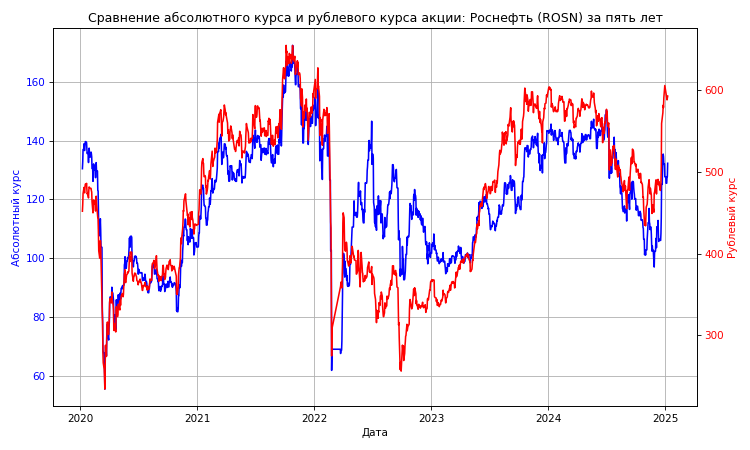 Сравнение абсолютного курса и рублевого курса акции: Роснефть (ROSN) за пять лет
160
140
120
100
80
60
Абсолютный курс
600
500
400
300
Рублевый курс
2020 2021 2022 2023 2024 2025
Дата